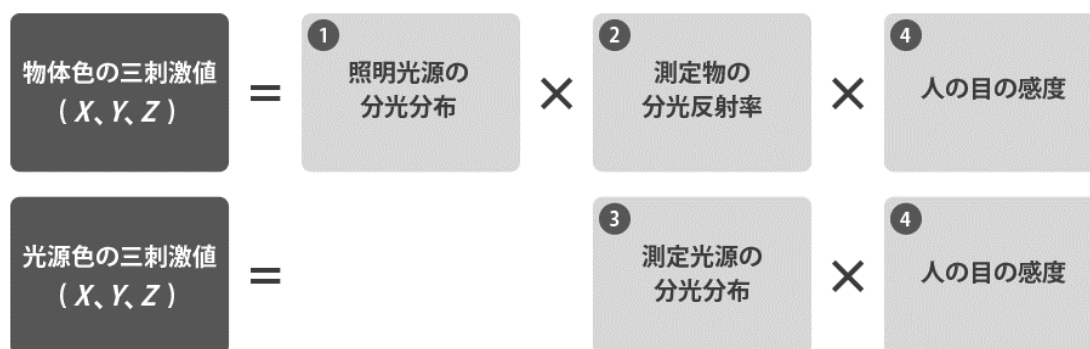 物体色の三刺激値
（X、Y、Z）
=
1
照明光源の
分光分布
×
2
測定物の
分光反射率
×
4
人の目の感度
光源色の三刺激値
（X、Y、Z）
=
3
測定光源の
分光分布
×
4
人の目の感度